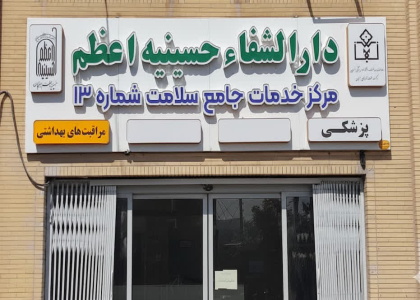 دارالشفاء حسینیه اعظم
مرکز خدمات جامع سلامت شماره ۱۳
پزشکی
مراقبت‌های بهداشتی